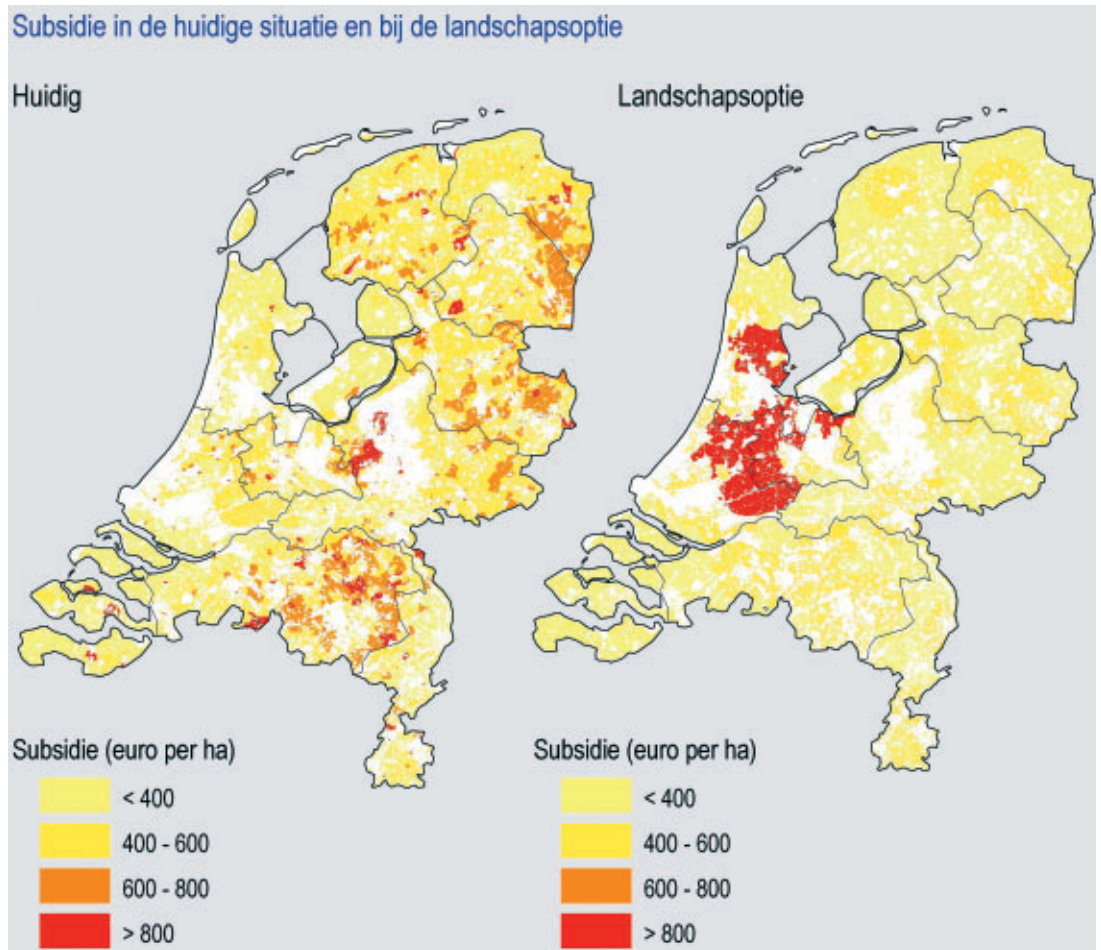 Subsidie in de huidige situatie en bij de landschapsoptie
Huidig
Landschapsoptie
Subsidie (euro per ha)
< 400
400 - 600
600 - 800
> 800
Subsidie (euro per ha)
< 400
400 - 600
600 - 800
> 800